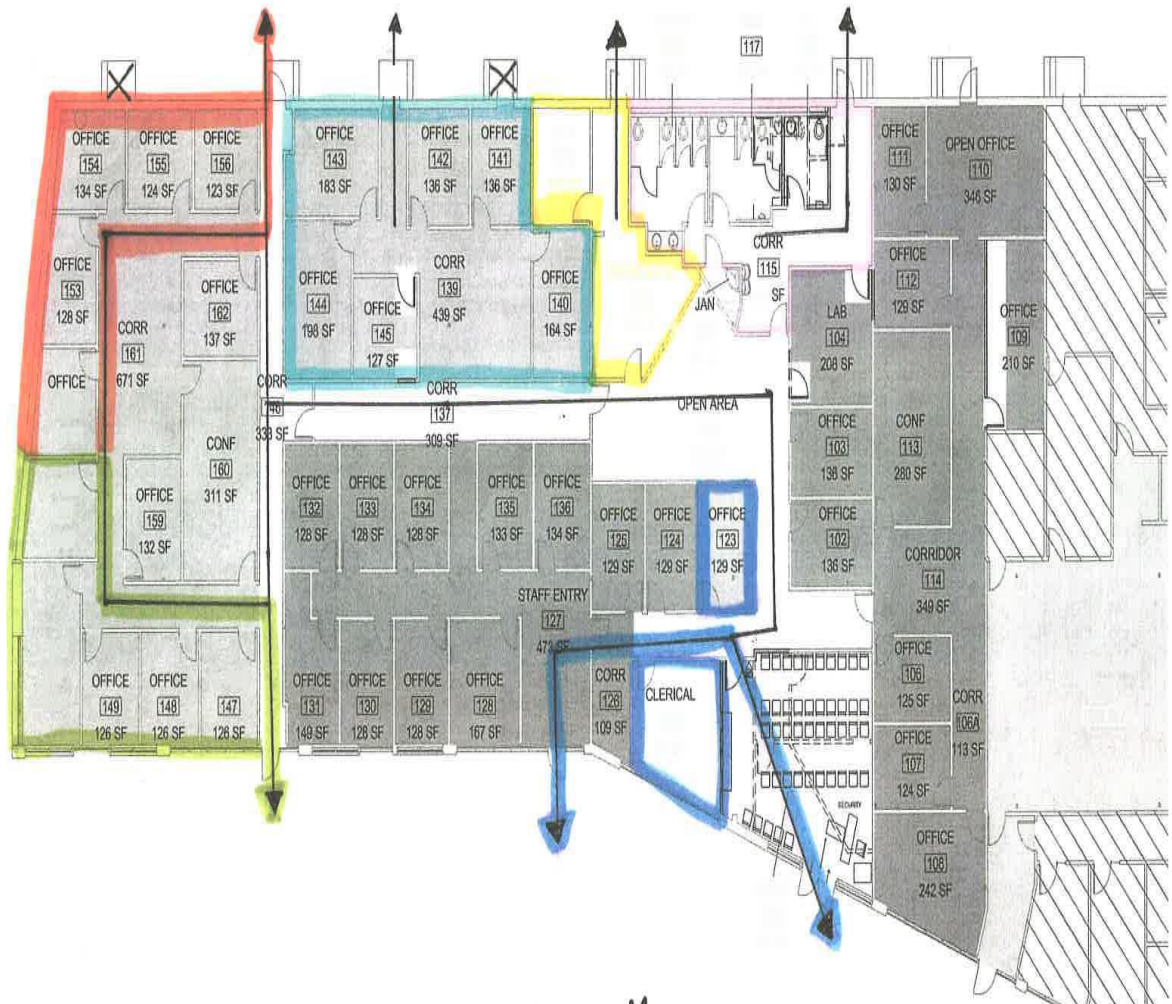 117
OFFICE
154
134 SF
OFFICE
155
124 SF
OFFICE
156
123 SF
OFFICE
143
183 SF
OFFICE
142
136 SF
OFFICE
141
136 SF
OFFICE
111
130 SF
OPEN OFFICE
110
346 SF
OFFICE
153
128 SF
OFFICE
162
137 SF
CORR
161
671 SF
OFFICE
144
198 SF
OFFICE
145
127 SF
CORR
139
439 SF
OFFICE
140
164 SF
CORR
115
SF
JAN
OFFICE
112
129 SF
LAB
104
208 SF
OFFICE
109
210 SF
OFFICE
CORR
CORR
137
309 SF
OPEN AREA
CONF
160
311 SF
OFFICE
103
136 SF
CONF
113
280 SF
OFFICE
159
132 SF
OFFICE
132
128 SF
OFFICE
133
128 SF
OFFICE
134
128 SF
OFFICE
135
133 SF
OFFICE
136
134 SF
OFFICE
125
129 SF
OFFICE
124
128 SF
OFFICE
123
129 SF
OFFICE
102
136 SF
CORRIDOR
114
349 SF
STAFF ENTRY
127
OFFICE
149
126 SF
OFFICE
148
126 SF
OFFICE
147
126 SF
OFFICE
131
149 SF
OFFICE
130
128 SF
OFFICE
129
128 SF
OFFICE
128
167 SF
CORR
126
109 SF
CLERICAL
OFFICE
106
125 SF
CORR
106A
113 SF
OFFICE
107
124 SF
SECURITY
OFFICE
108
242 SF